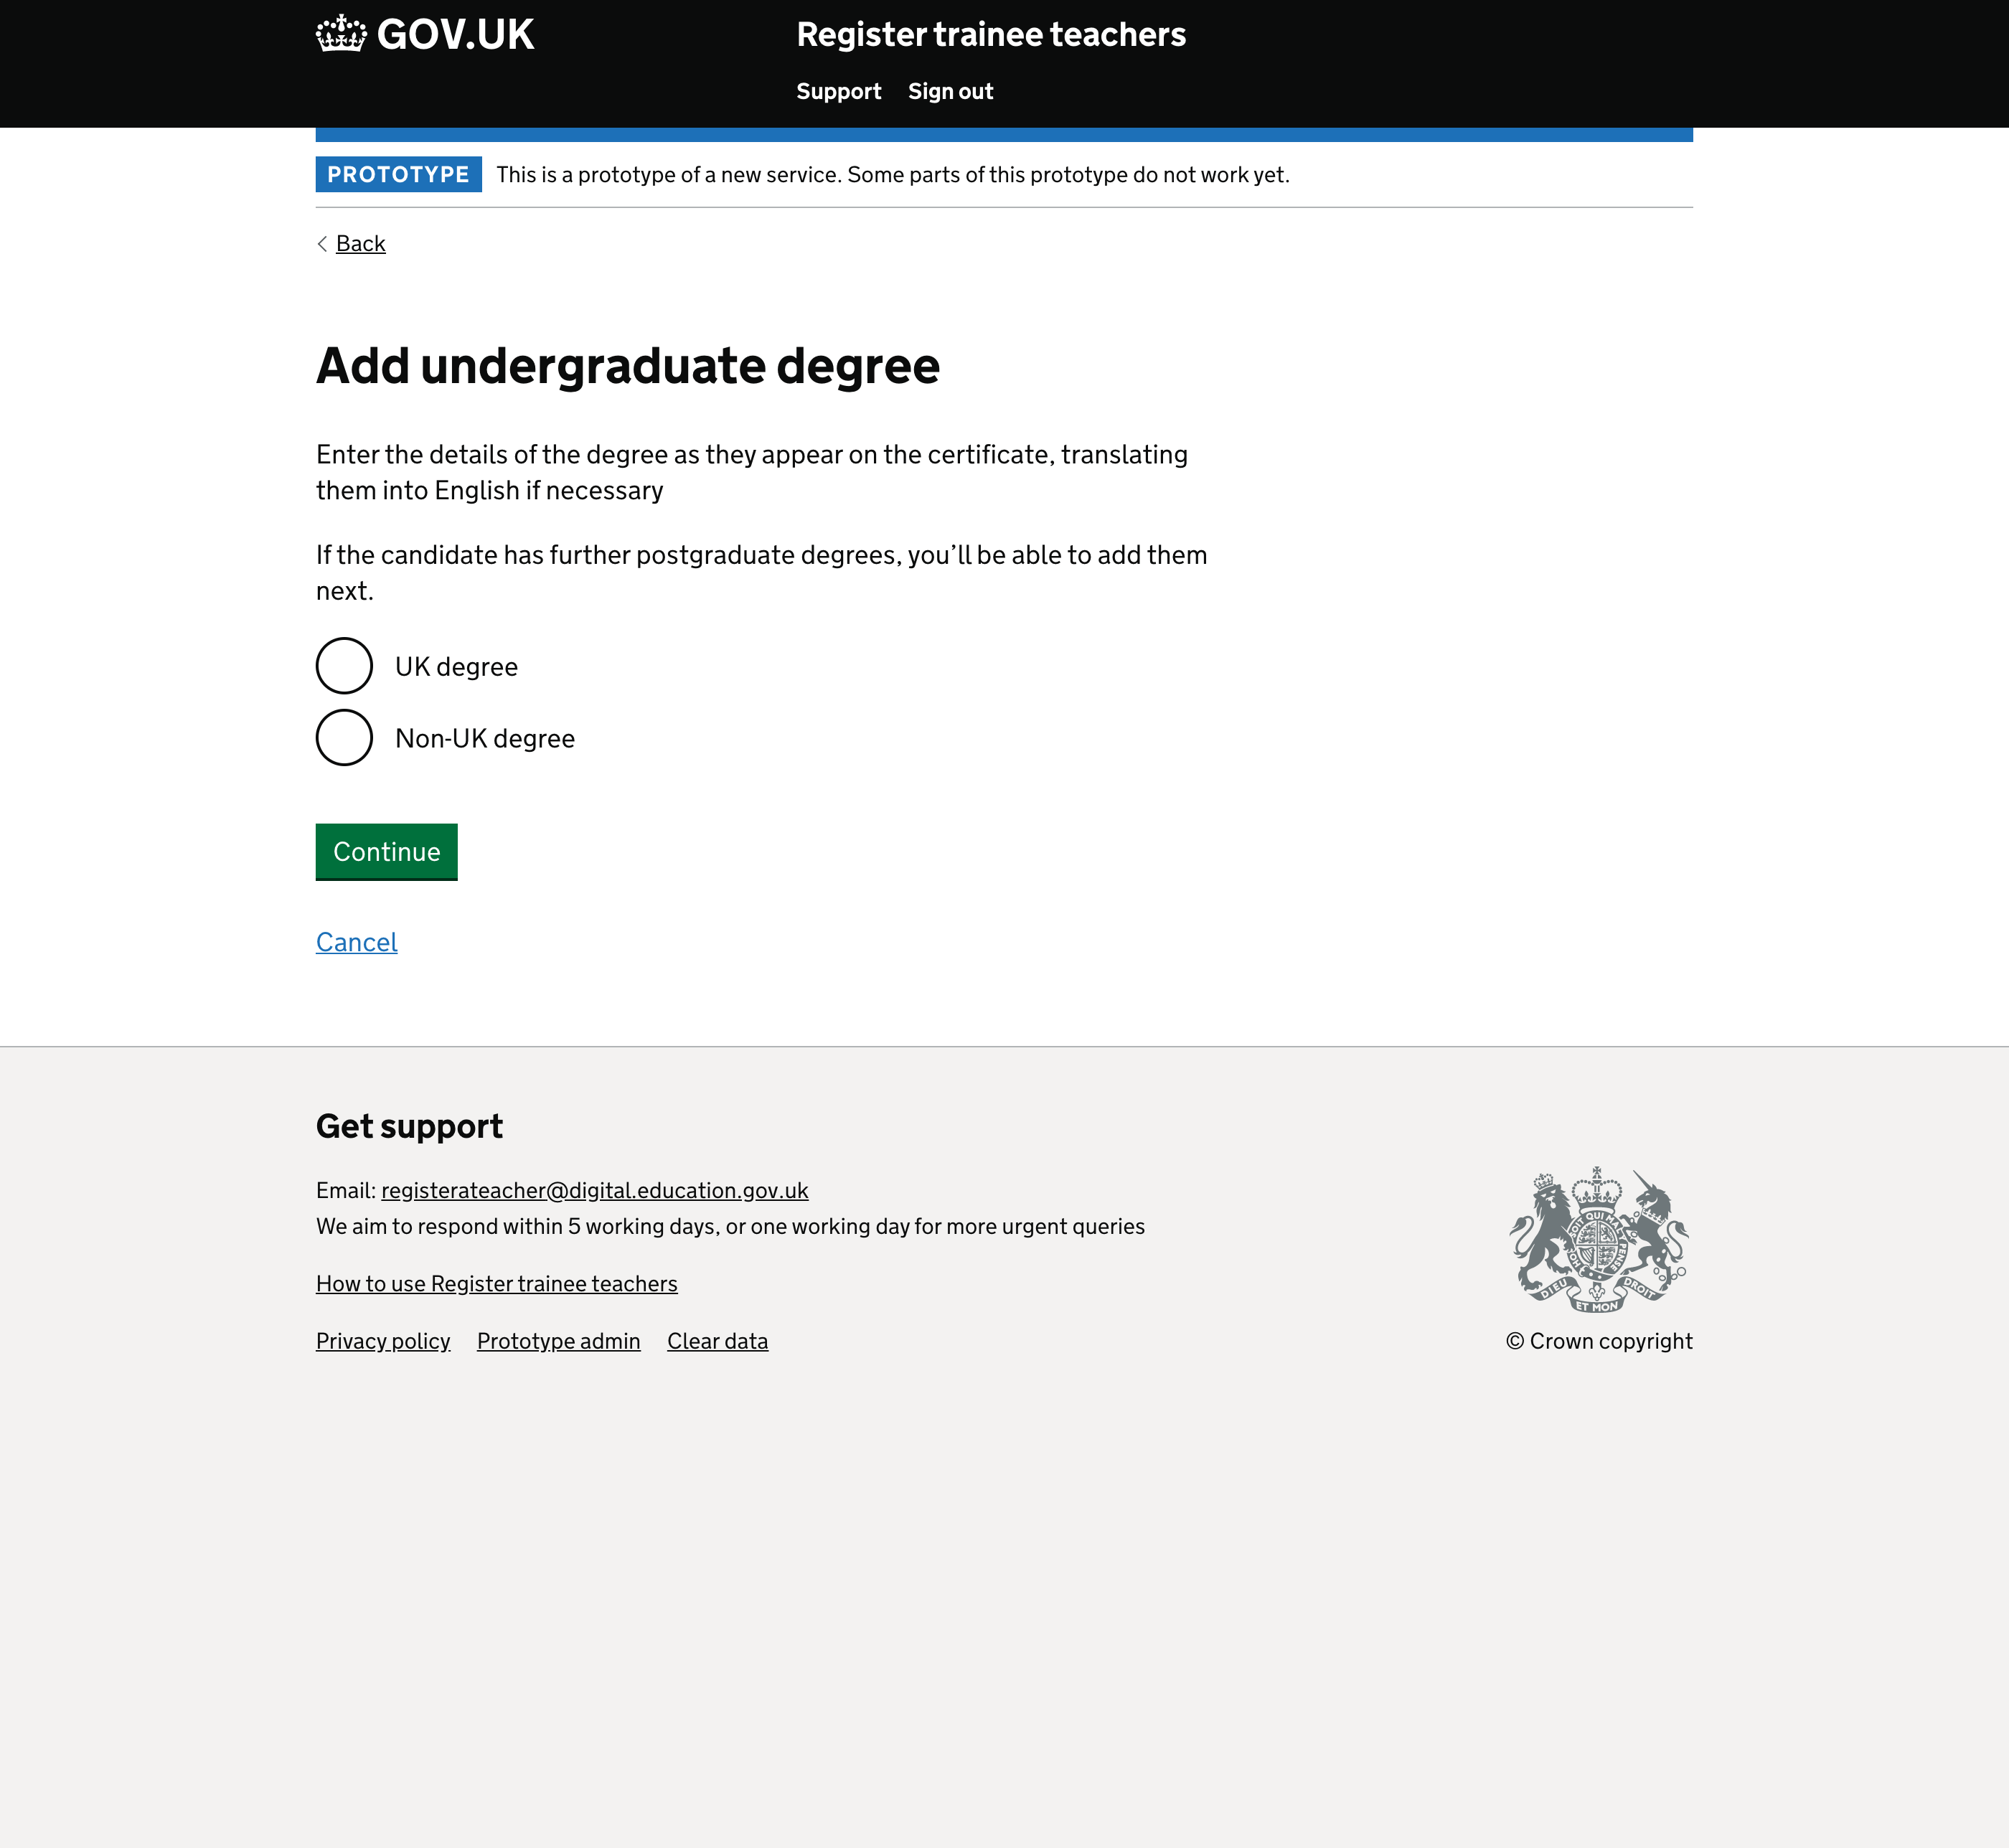 GOV.UK
Register trainee teachers
Support Sign out
PROTOTYPE This is a prototype of a new service. Some parts of this prototype do not work yet.
Back
Add undergraduate degree
Enter the details of the degree as they appear on the certificate, translating
them into English if necessary
If the candidate has further postgraduate degrees, you’ll be able to add them
next.
UK degree
Non-UK degree
Continue
Cancel
Get support
Email: registerateacher@digital.education.gov.uk
We aim to respond within 5 working days, or one working day for more urgent queries
How to use Register trainee teachers
Privacy policy Prototype admin Clear data
DIEU ET MON DROIT
© Crown copyright